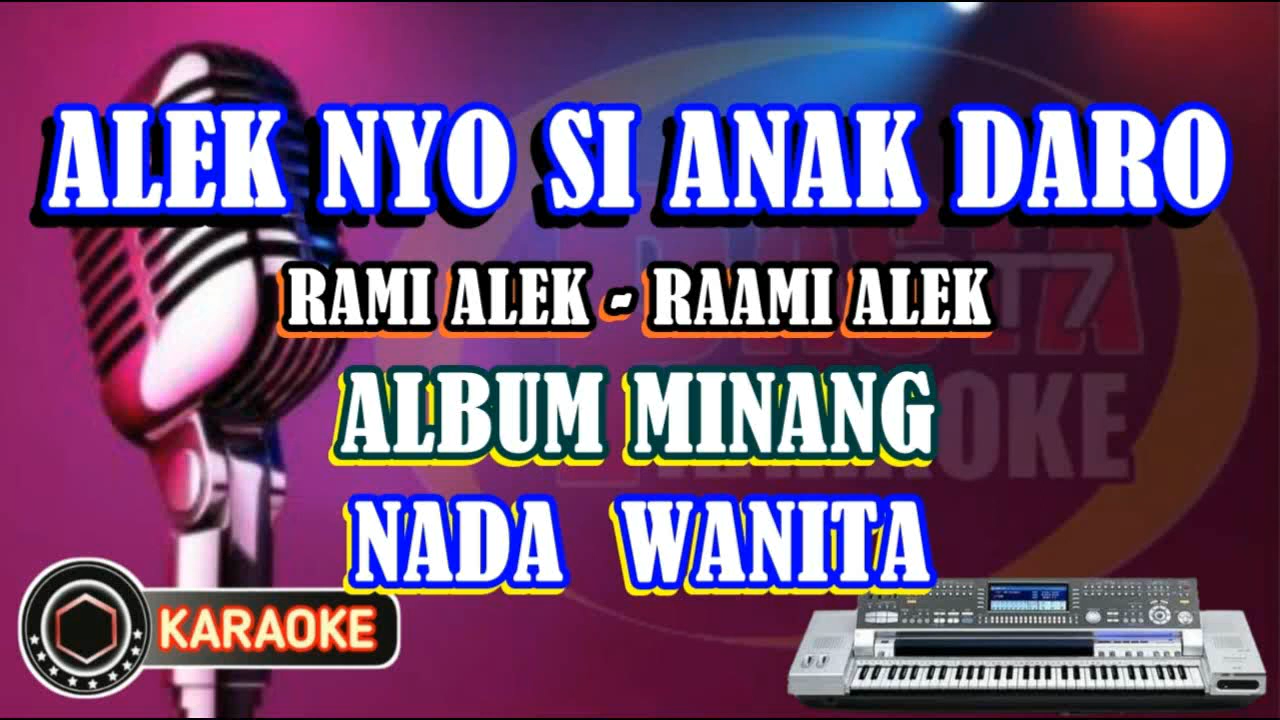 ALEK NYO SI ANAK DARO
RAMI ALEK - RAAMI ALEK
ALBUM MINANG
NADA WANITA
KARAOKE